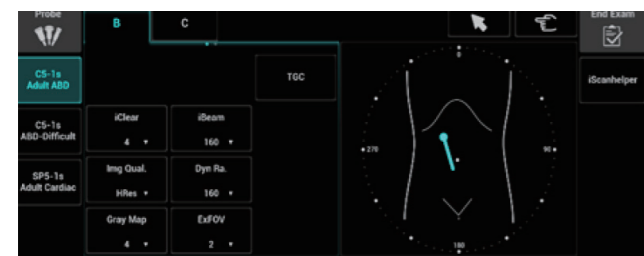 Probe
B
C
End Exam
C5-1s
Adult ABD
TGC
iScanhelper
C5-1s
ABD-Difficult
SP5-1s
Adult Cardiac
iClear
4
iBeam
160
Img Qual.
HRes
Dyn Ra.
160
Gray Map
4
ExFOV
2
0
270
90
180